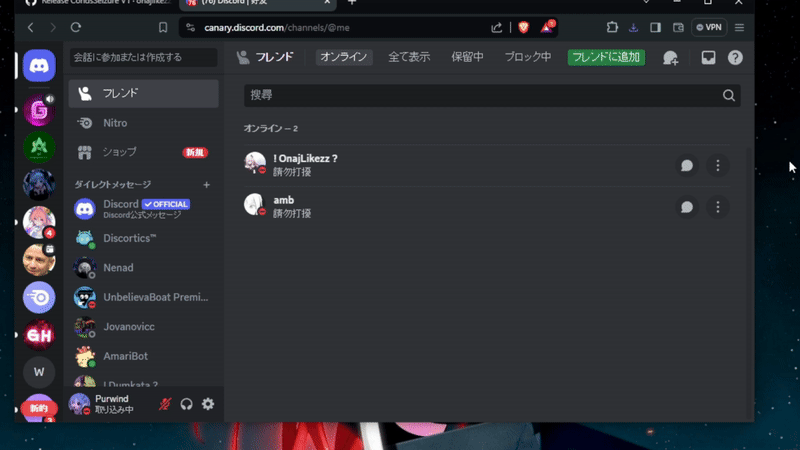 Release CordsSeizure V1 · onajlike...
(76) Discord | 好友
canary.discord.com/channels/@me
VPN
会話に参加または作成する
フレンド
オンライン
全て表示
保留中
ブロック中
フレンドに追加
フレンド
Nitro
ショップ
新規
ダイレクトメッセージ
Discord
OFFICIAL
Discord公式メッセージ
Discortics™
Nenad
UnbelievaBoat Premi...
Jovanovicc
AmariBot
! Dumkata ?
搜尋
オンライン – 2
! OnajLikezz ?
請勿打擾
amb
請勿打擾
4
GH
W
新的
Purwind
取り込み中